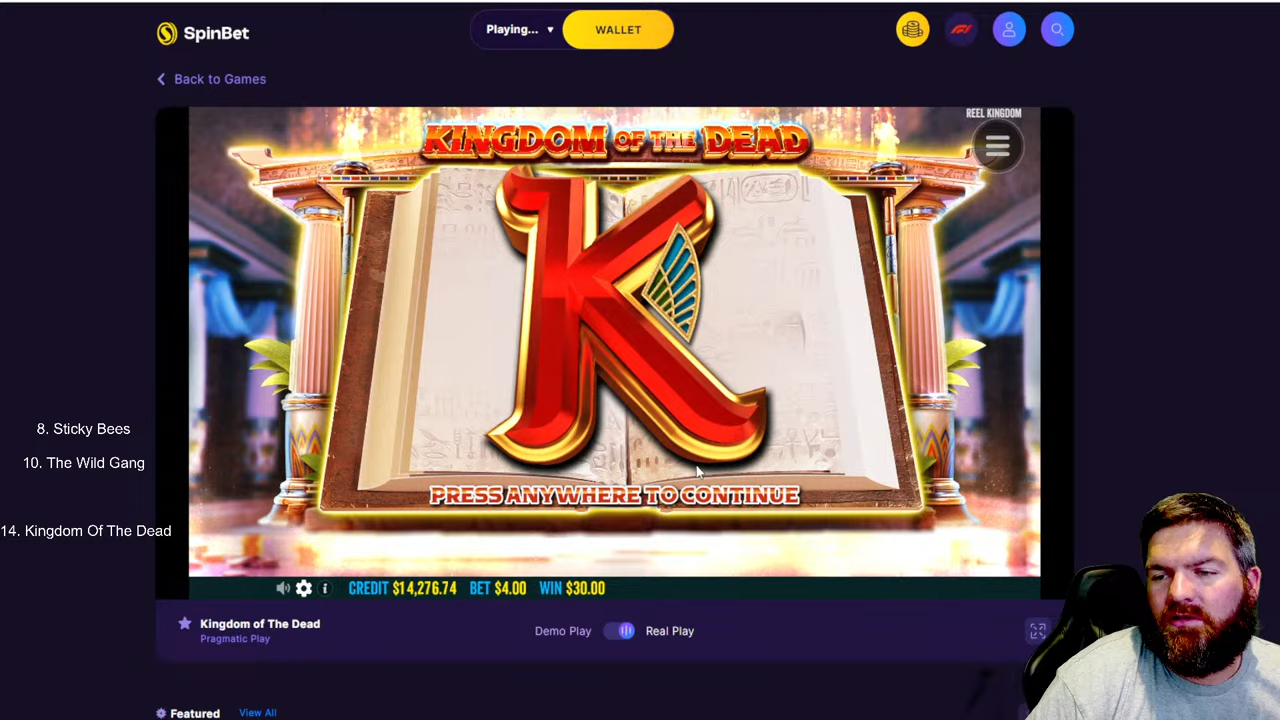 SpinBet
Playing... ▼
WALLET
Back to Games
REEL KINGDOM
KINGDOM OF THE DEAD
K
PRESS ANYWHERE TO CONTINUE
8. Sticky Bees
10. The Wild Gang
14. Kingdom Of The Dead
CREDIT $14,276.74 BET $4.00 WIN $30.00
Kingdom of The Dead
Pragmatic Play
Demo Play
Real Play
Featured
View All